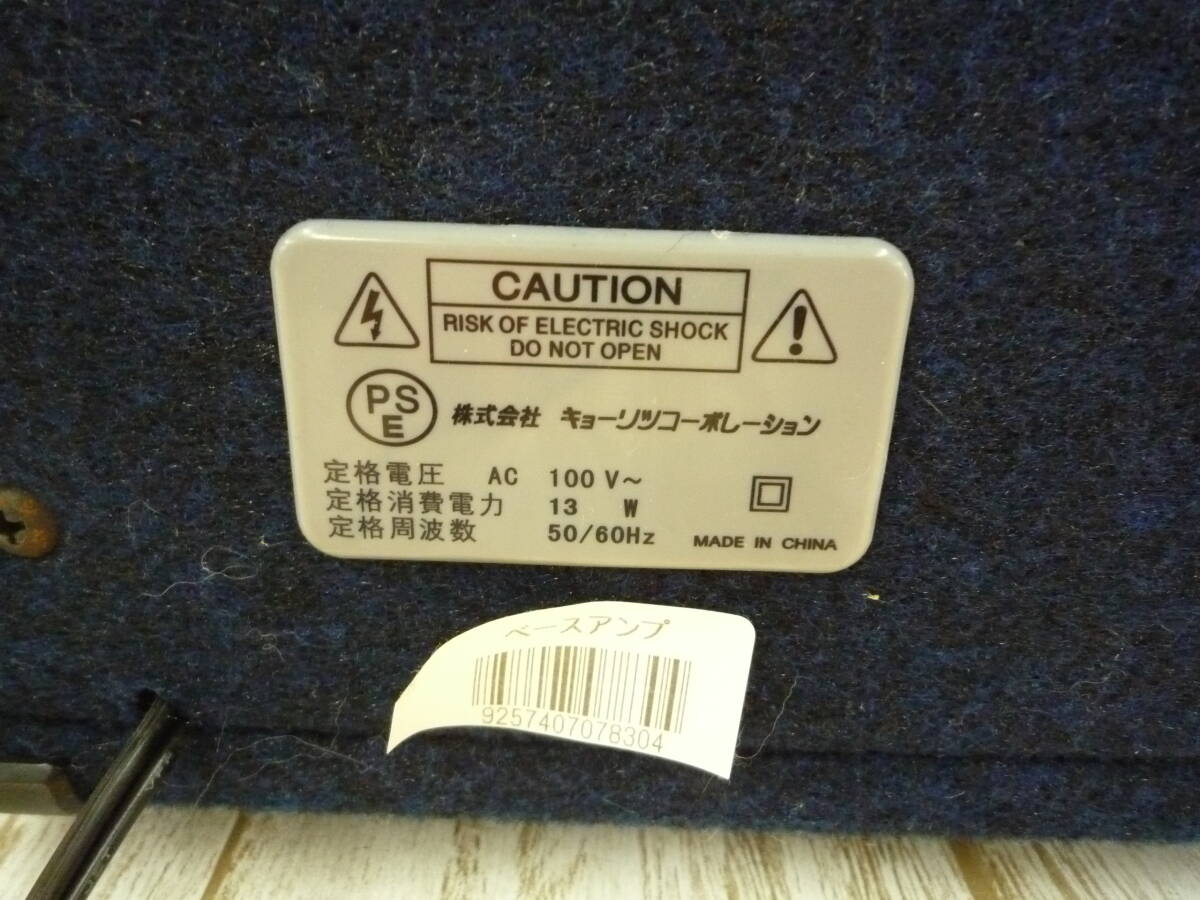 CAUTION
RISK OF ELECTRIC SHOCK
DO NOT OPEN
PSE
株式会社 キョーリツコーポレーション
定格電圧 AC 100 V~
定格消費電力 13 W
定格周波数 50/60Hz
MADE IN CHINA
ベースアンプ
9257407078304